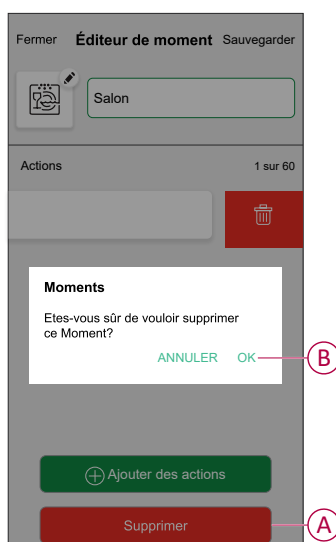 Fermer Éditeur de moment Sauvegarder
Salon
Actions 1 sur 60
Moments
Etes-vous sûr de vouloir supprimer
ce Moment?
ANNULER OK
B
Ajouter des actions
Supprimer
A